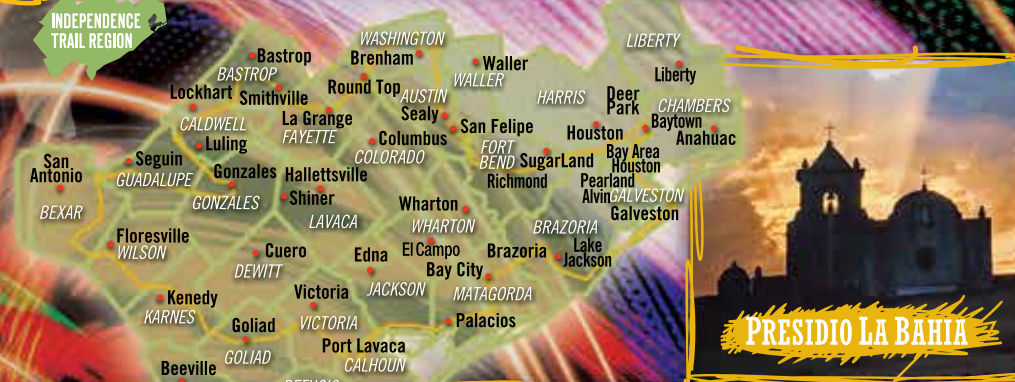 INDEPENDENCE
TRAIL REGION
WASHINGTON
LIBERTY
Bastrop
Brenham
Waller
BASTROP
WALLER
Liberty
Lockhart
Smithville
Round Top
AUSTIN
HARRIS
Deer
Park
CHAMBERS
La Grange
Sealy
San Felipe
Baytown
CALDWELL
FAYETTE
Columbus
Houston
Anahuac
Luling
COLORADO
FORT
BEND
SugarLand
Bay Area
Houston
San
Antonio
Seguin
GUADALUPE
Gonzales
Hallettsville
Richmond
Pearland
Alvin
GALVESTON
Galveston
BEXAR
GONZALES
Shiner
Wharton
LAVACA
WHARTON
BRAZORIA
Floresville
WILSON
Cuero
Edna
El Campo
Brazoria
Lake
Jackson
DEWITT
Bay City
JACKSON
MATAGORDA
Kenedy
KARNES
Victoria
VICTORIA
Palacios
Goliad
GOLIAD
Port Lavaca
CALHOUN
Beeville
REFUGIO
PRESIDIO LA BAHIA